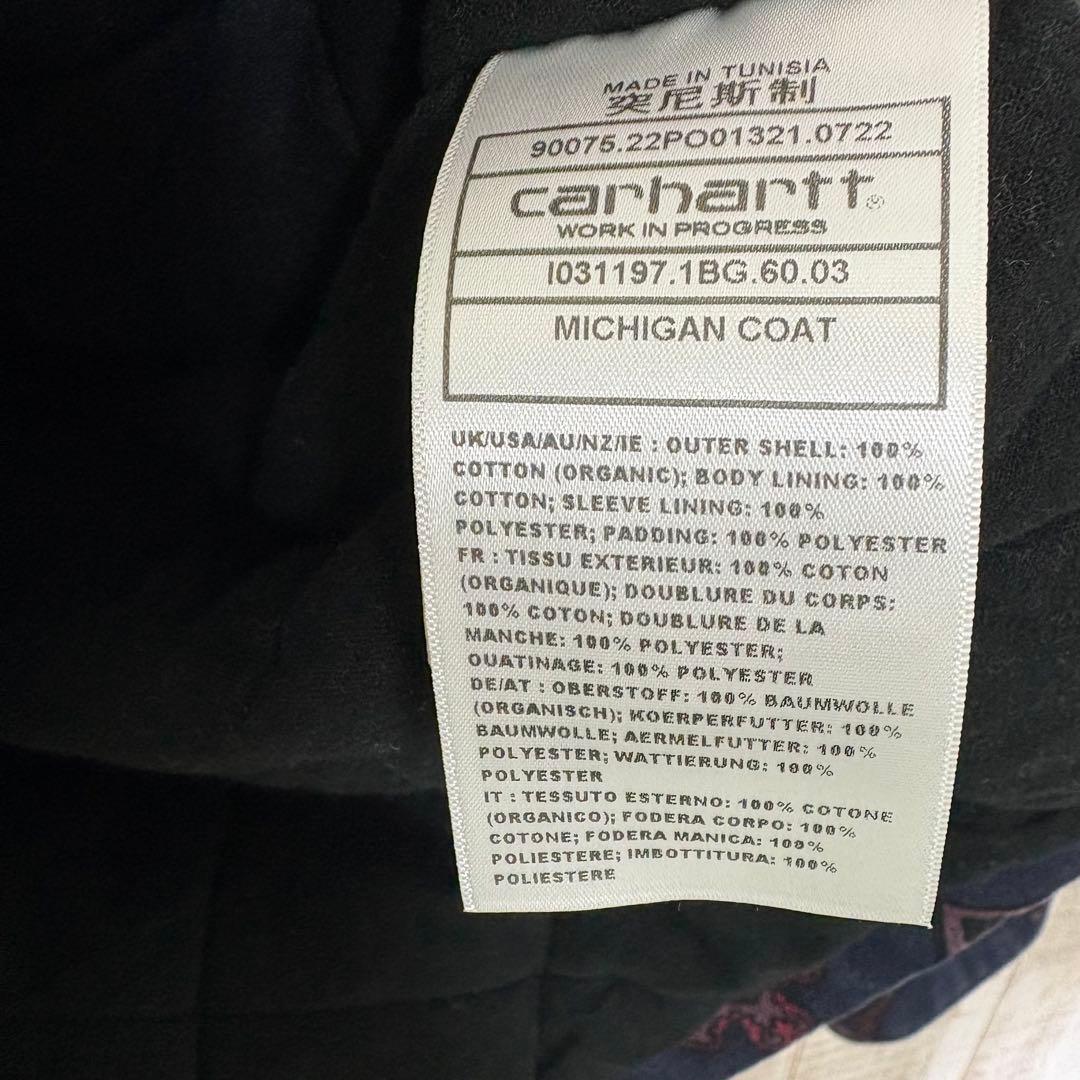 MADE IN TUNISIA
突尼斯制
90075.22PO01321.0722
carhartt®
WORK IN PROGRESS
I031197.1BG.60.03
MICHIGAN COAT
UK/USA/AU/NZ/IE : OUTER SHELL: 100%
COTTON (ORGANIC); BODY LINING: 100%
COTTON; SLEEVE LINING: 100%
POLYESTER; PADDING: 100% POLYESTER
FR : TISSU EXTERIEUR: 100% COTON
(ORGANIQUE); DOUBLURE DU CORPS:
100% COTON; DOUBLURE DE LA
MANCHE: 100% POLYESTER;
OUATINAGE: 100% POLYESTER
DE/AT : OBERSTOFF: 100% BAUMWOLLE
(ORGANISCH); KOERPERFUTTER: 100%
BAUMWOLLE; AERMELFUTTER: 100%
POLYESTER; WATTIERUNG: 100%
POLYESTER
IT : TESSUTO ESTERNO: 100% COTONE
(ORGANICO); FODERA CORPO: 100%
COTONE; FODERA MANICA: 100%
POLIESTERE; IMBOTTITURA: 100%
POLIESTERE